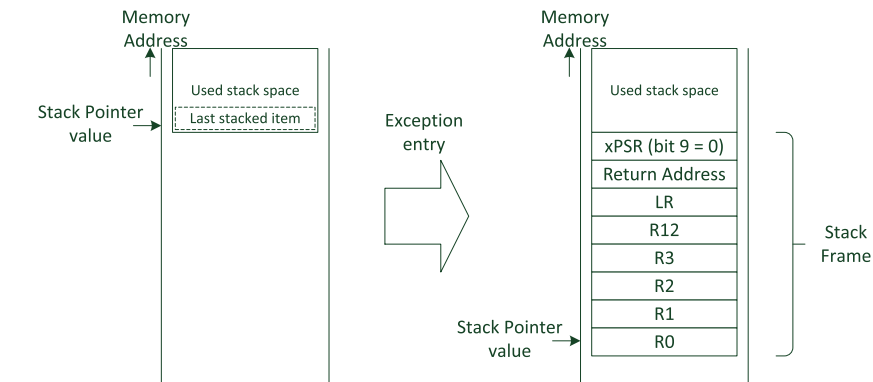 Memory
Address
Used stack space
Last stacked item
Stack Pointer
value
Exception
entry
Memory
Address
Used stack space
xPSR (bit 9 = 0)
Return Address
LR
R12
R3
R2
R1
R0
Stack Pointer
value
Stack
Frame